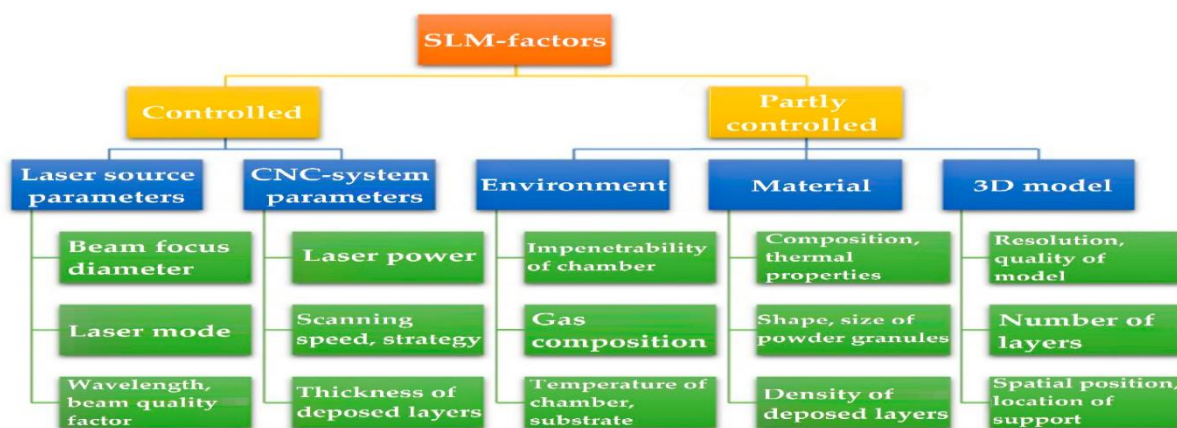 SLM-factors
Controlled
Partly
controlled
Laser source
parameters
CNC-system
parameters
Environment
Material
3D model
Beam focus
diameter
Laser power
Impenetrability
of chamber
Composition,
thermal
properties
Resolution,
quality of
model
Laser mode
Scanning
speed, strategy
Gas
composition
Shape, size of
powder granules
Number of
layers
Wavelength,
beam quality
factor
Thickness of
deposed layers
Temperature of
chamber,
substrate
Density of
deposed layers
Spatial position,
location of
support